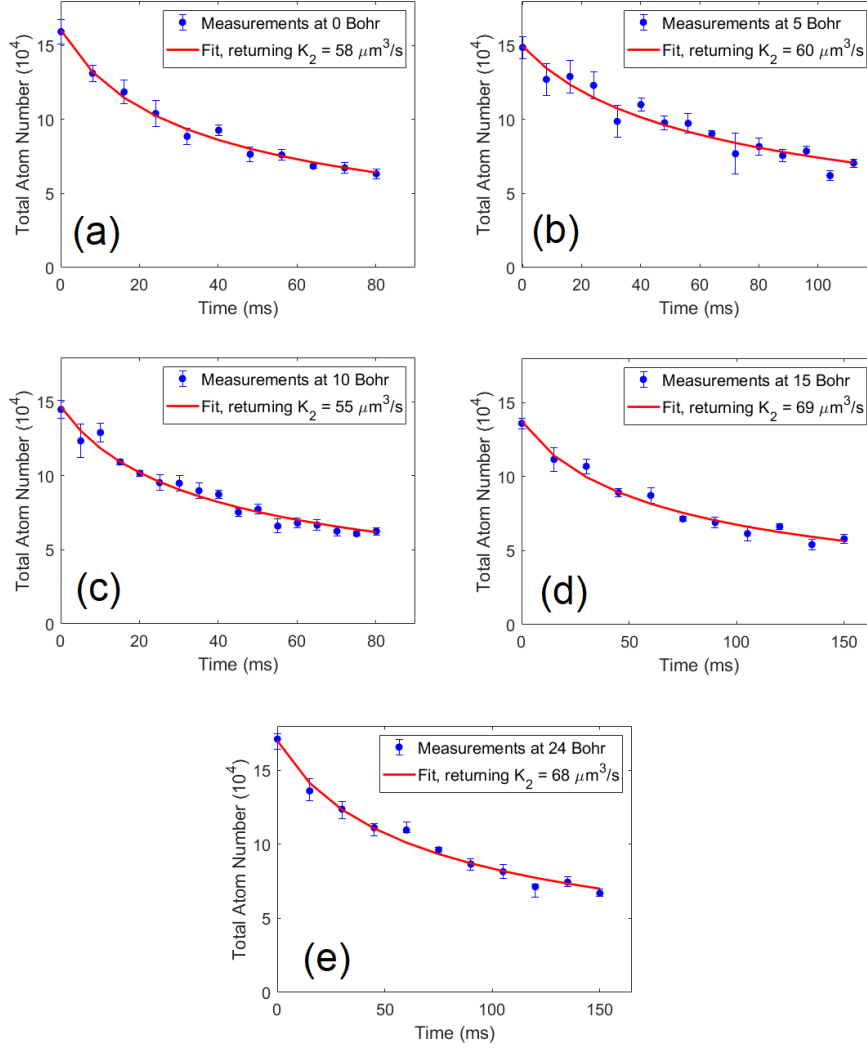 Measurements at 0 Bohr
Fit, returning K2 = 58 μm3/s
15
10
5
0
Total Atom Number (104)
0 20 40 60 80
Time (ms)
(a)
Measurements at 5 Bohr
Fit, returning K2 = 60 μm3/s
15
10
5
0
Total Atom Number (104)
0 20 40 60 80 100
Time (ms)
(b)
Measurements at 10 Bohr
Fit, returning K2 = 55 μm3/s
15
10
5
0
Total Atom Number (104)
0 20 40 60 80
Time (ms)
(c)
Measurements at 15 Bohr
Fit, returning K2 = 69 μm3/s
15
10
5
0
Total Atom Number (104)
0 50 100 150
Time (ms)
(d)
Measurements at 24 Bohr
Fit, returning K2 = 68 μm3/s
15
10
5
0
Total Atom Number (104)
0 50 100 150
Time (ms)
(e)